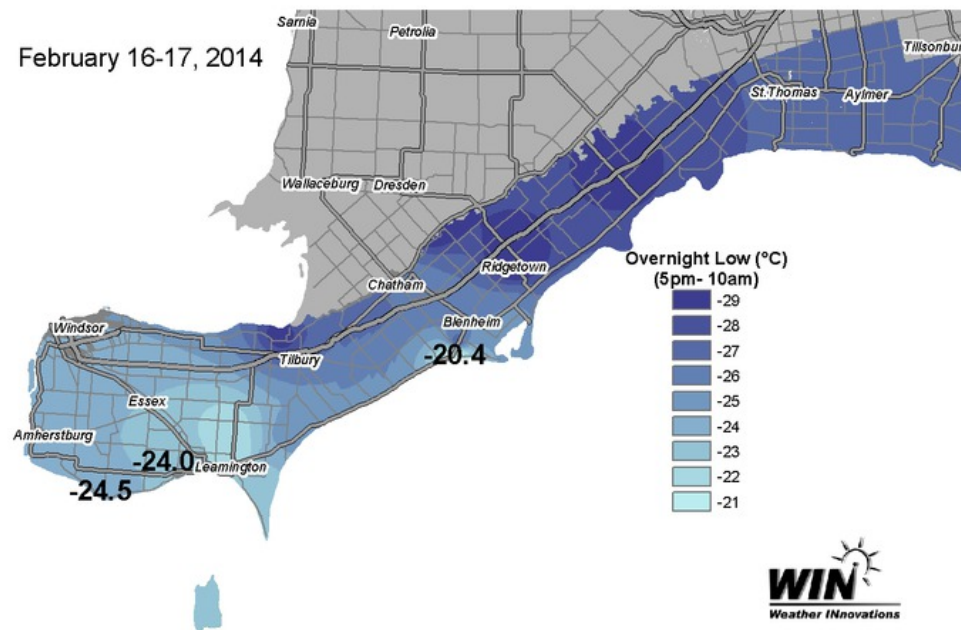 Sarnia
Petrolia
February 16-17, 2014
Tillsonbur
St.Thomas
Aylmer
Wallaceburg
Dresden
Overnight Low (°C)
(5pm- 10am)
Ridgetown
Chatham
-29
-28
Blenheim
Windsor
-27
Tilbury
-20.4
-26
-25
Essex
-24
Amherstburg
-23
-24.0
Leamington
-22
-24.5
-21
WIN
Weather INnovations